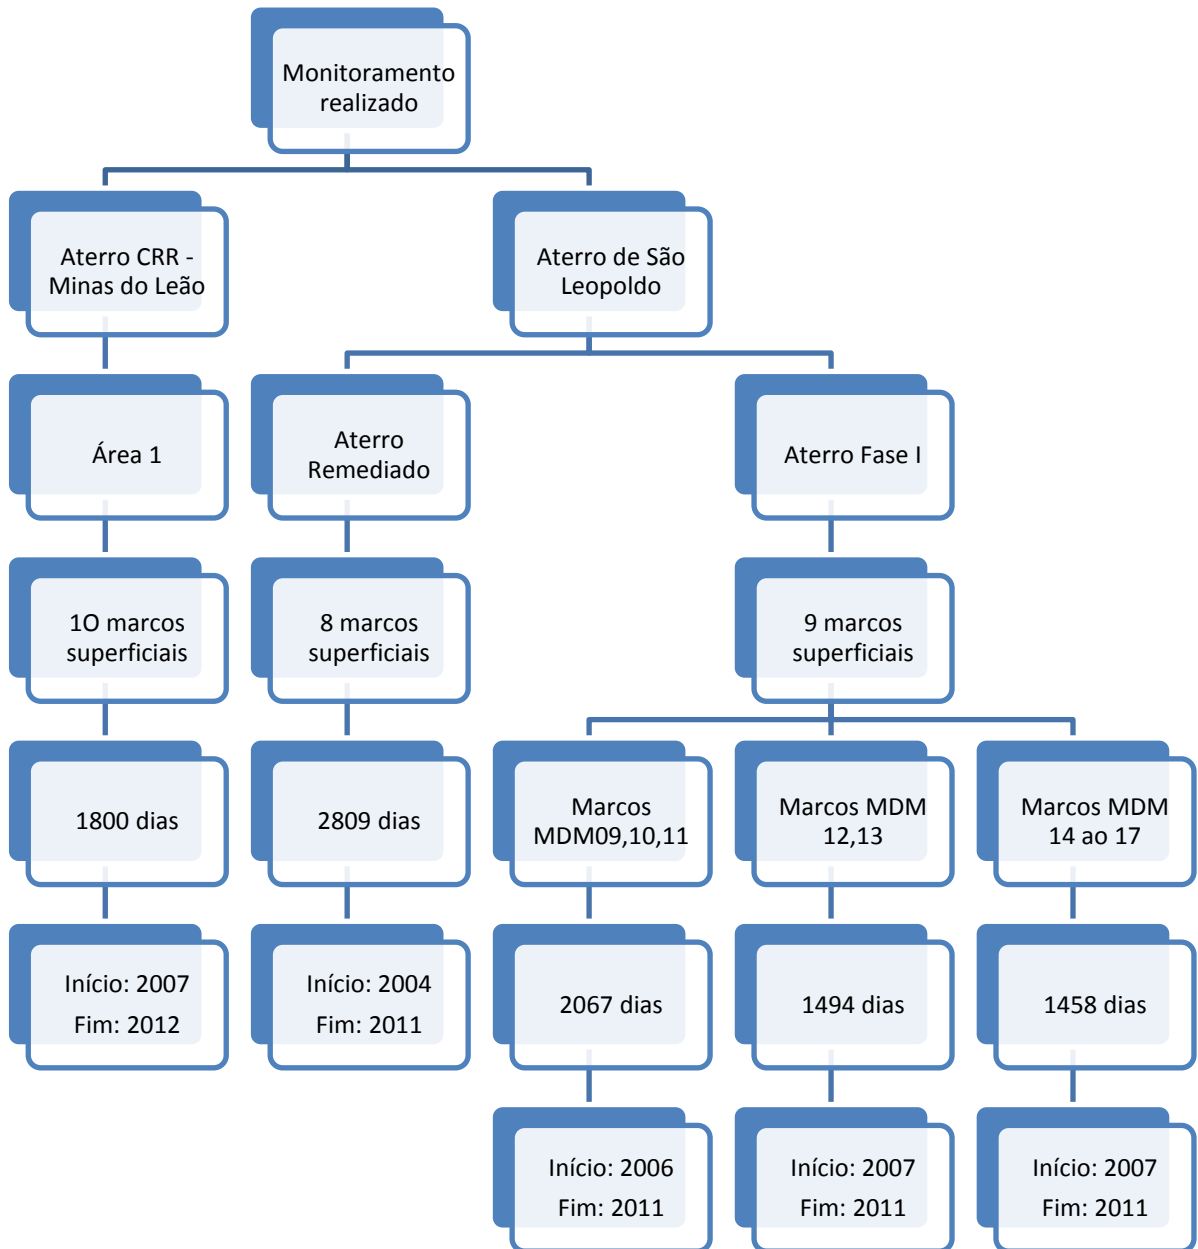 Monitoramento
realizado
Aterro CRR -
Minas do Leão
Aterro de São
Leopoldo
Área 1
Aterro
Remediado
Aterro Fase I
1O marcos
superficiais
8 marcos
superficiais
9 marcos
superficiais
1800 dias
2809 dias
Marcos
MDM09,10,11
Marcos MDM
12,13
Marcos MDM
14 ao 17
Início: 2007
Fim: 2012
Início: 2004
Fim: 2011
2067 dias
1494 dias
1458 dias
Início: 2006
Fim: 2011
Início: 2007
Fim: 2011
Início: 2007
Fim: 2011